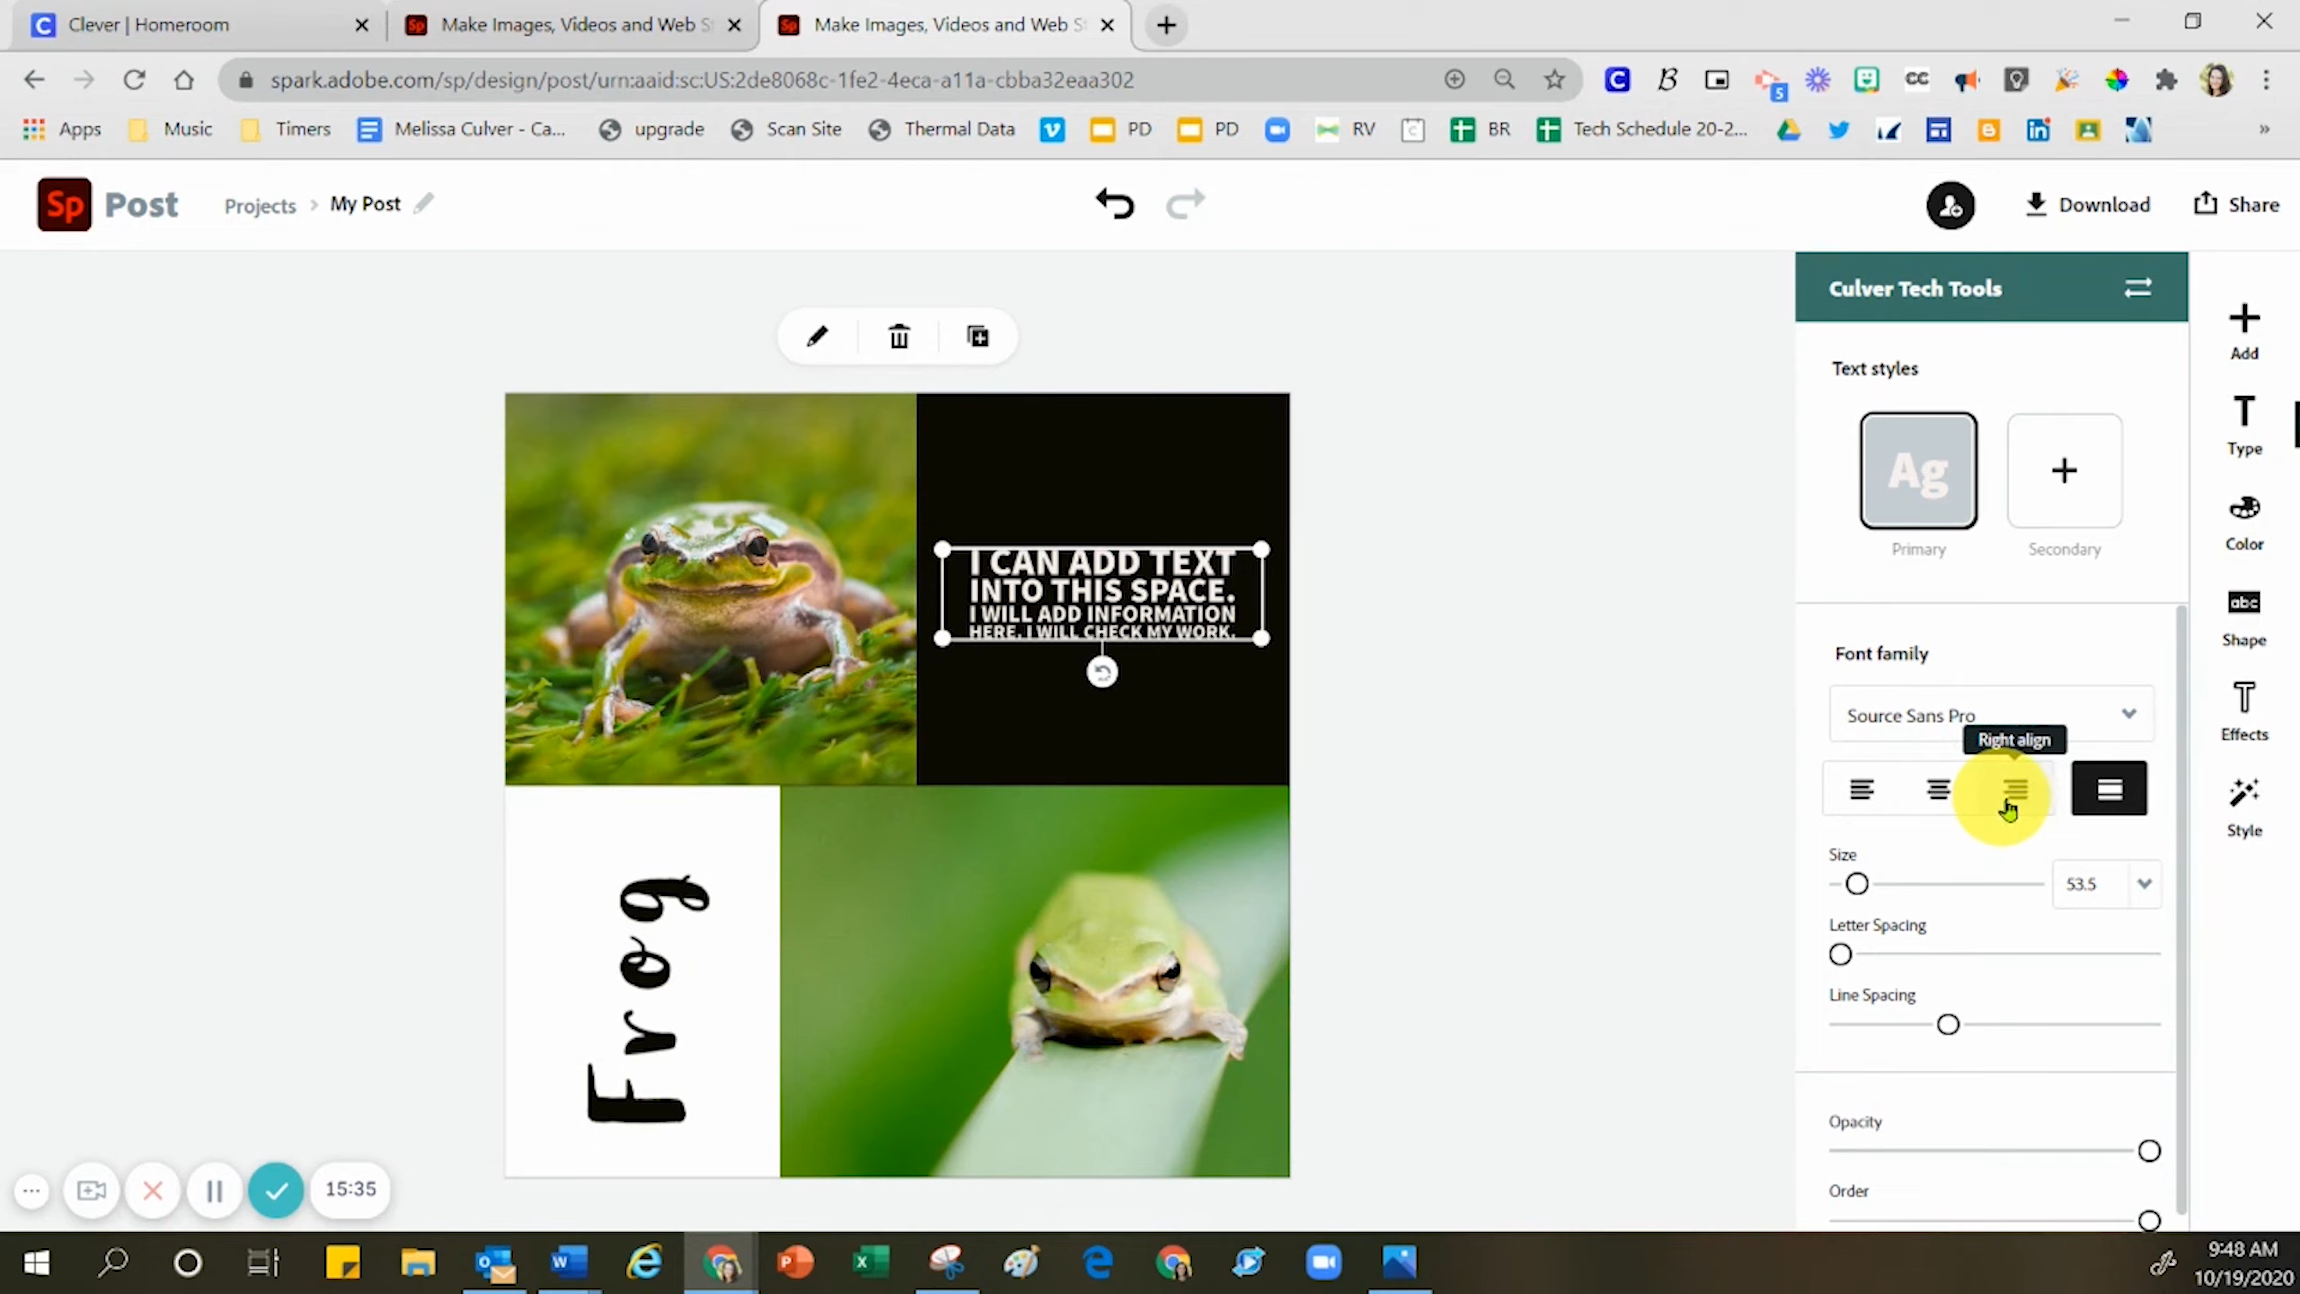 Clever | Homeroom
Make Images, Videos and Web S
Make Images, Videos and Web S
spark.adobe.com/sp/design/post/urn:aaid:sc:US:2de8068c-1fe2-4eca-a11a-cbba32eaa302
5
CC
Apps
Music
Timers
Melissa Culver - Ca...
upgrade
Scan Site
Thermal Data
PD
PD
RV
BR
Tech Schedule 20-2...
»
Sp Post
Projects > My Post
Download
Share
Culver Tech Tools
Text styles
Ag
Primary
Secondary
Font family
Source Sans Pro
Right align
Size
53.5
Letter Spacing
Line Spacing
Opacity
Order
Add
Type
Color
abc
Shape
Effects
Style
I CAN ADD TEXT
INTO THIS SPACE.
I WILL ADD INFORMATION
HERE. I WILL CHECK MY WORK.
Frog
15:35
9:48 AM
10/19/2020